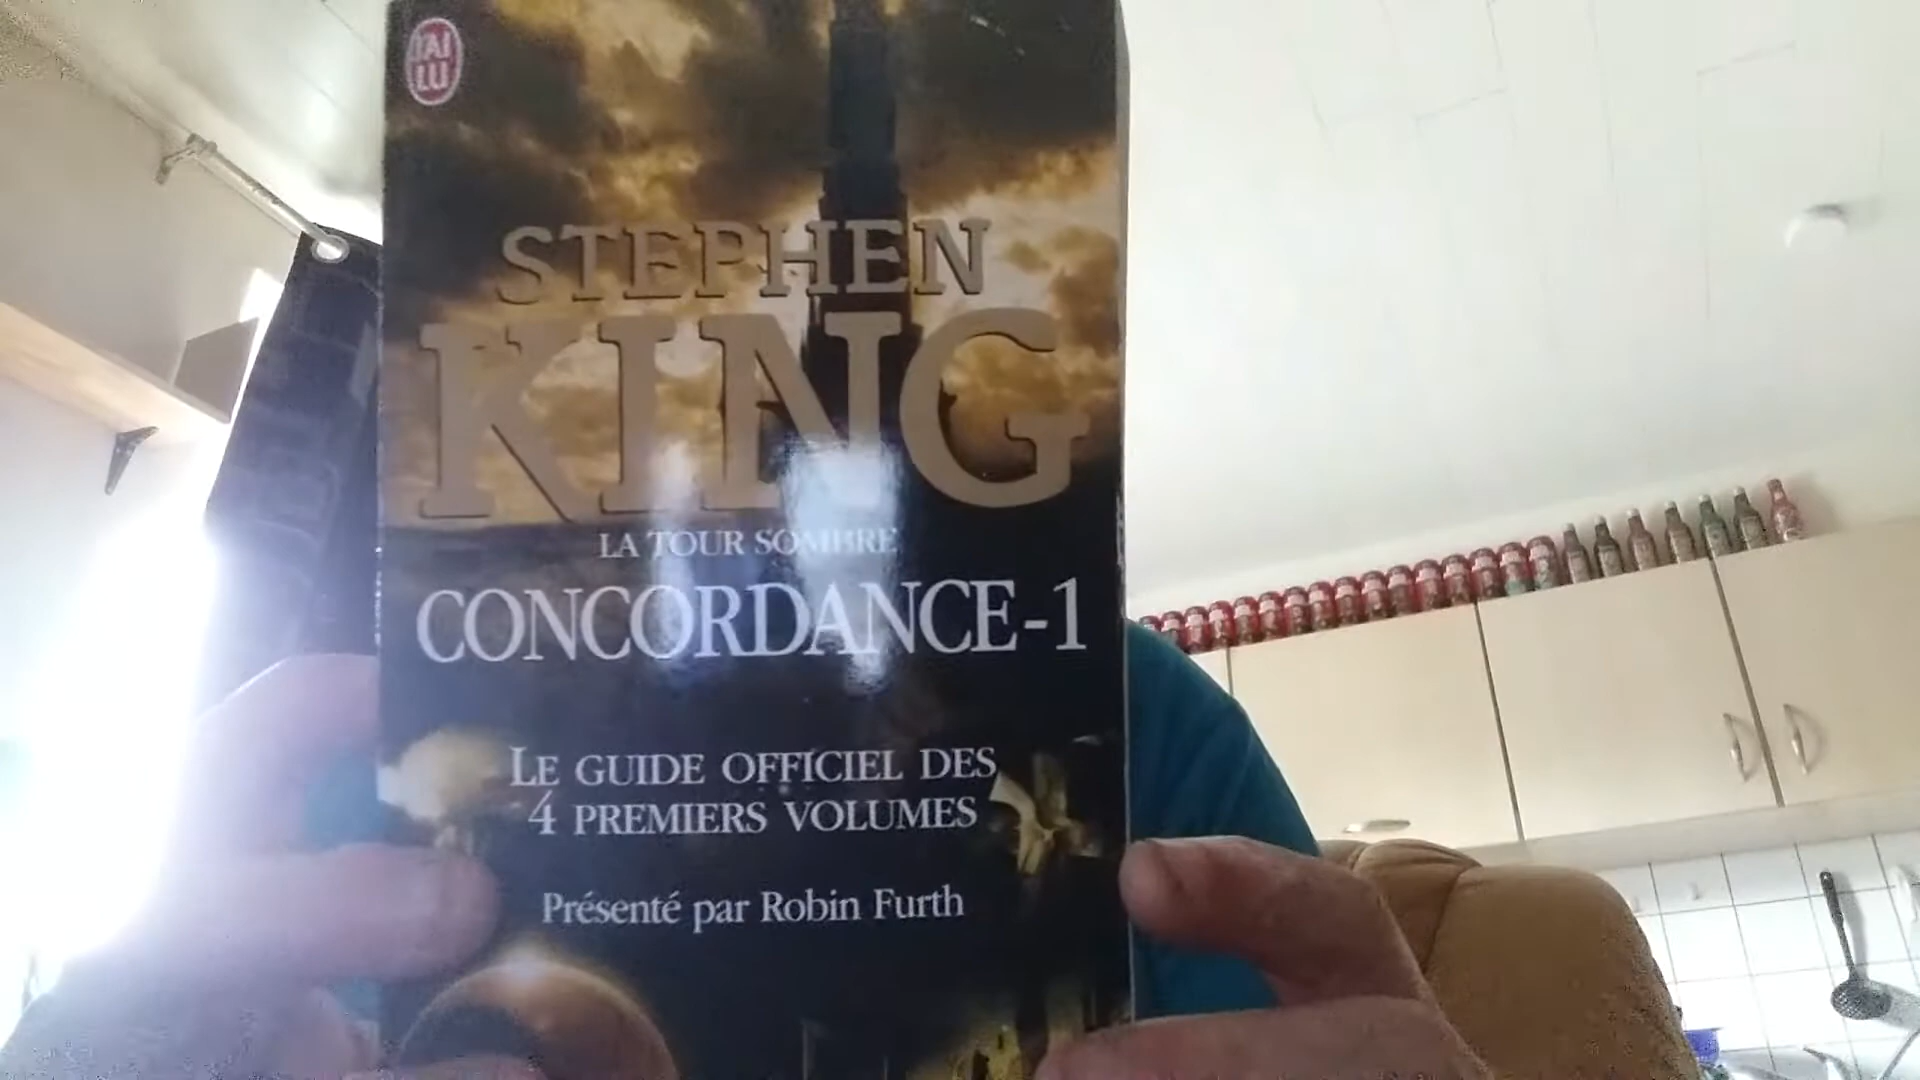 J'AI
LU
STEPHEN
KING
LA TOUR SOMBRE
CONCORDANCE-1
LE GUIDE OFFICIEL DES
4 PREMIERS VOLUMES
Présenté par Robin Furth